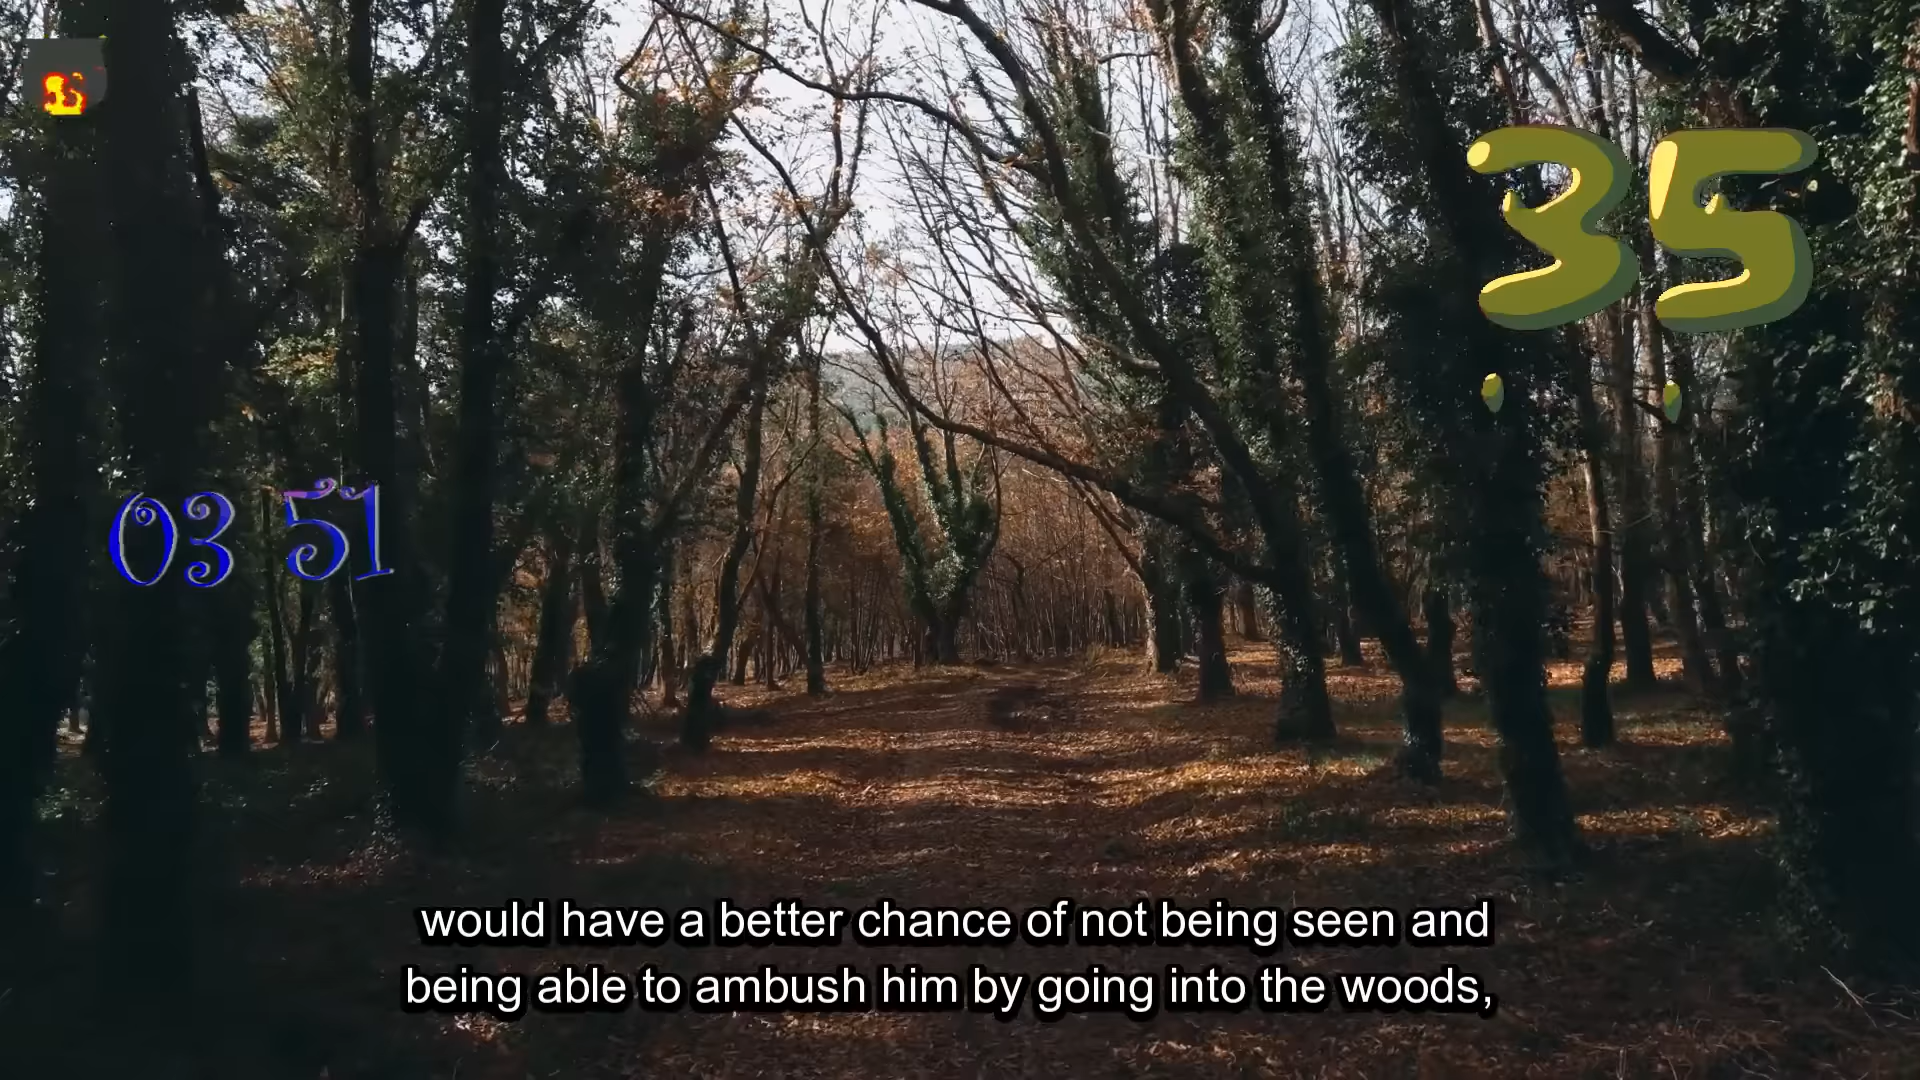 35
03 51
would have a better chance of not being seen and
being able to ambush him by going into the woods,